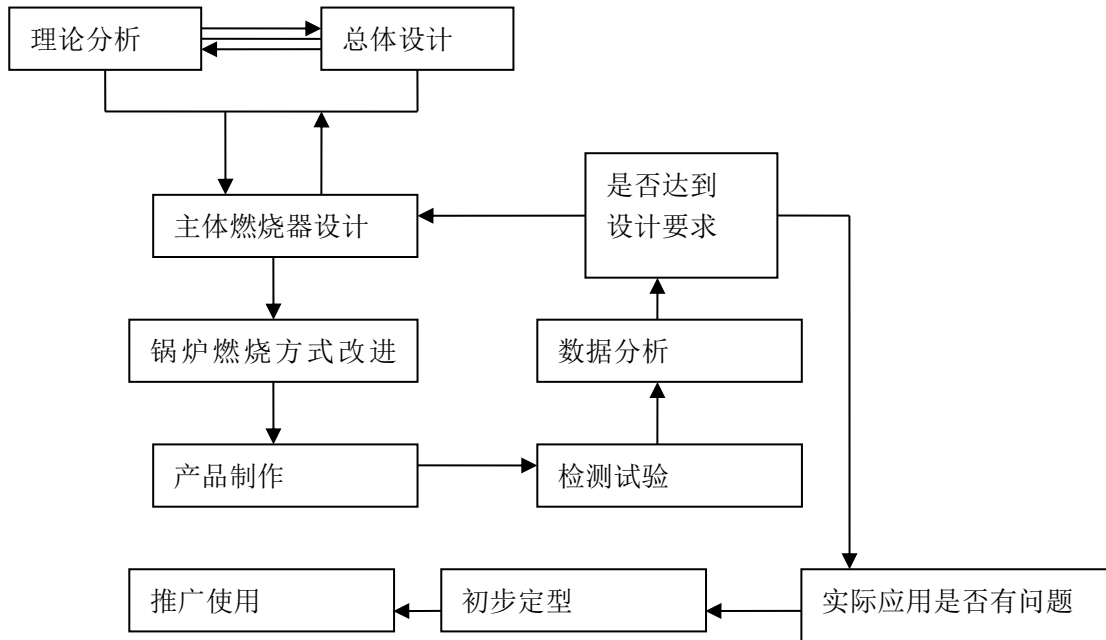 理论分析
总体设计
是否达到
设计要求
主体燃烧器设计
锅炉燃烧方式改进
数据分析
产品制作
检测试验
推广使用
初步定型
实际应用是否有问题